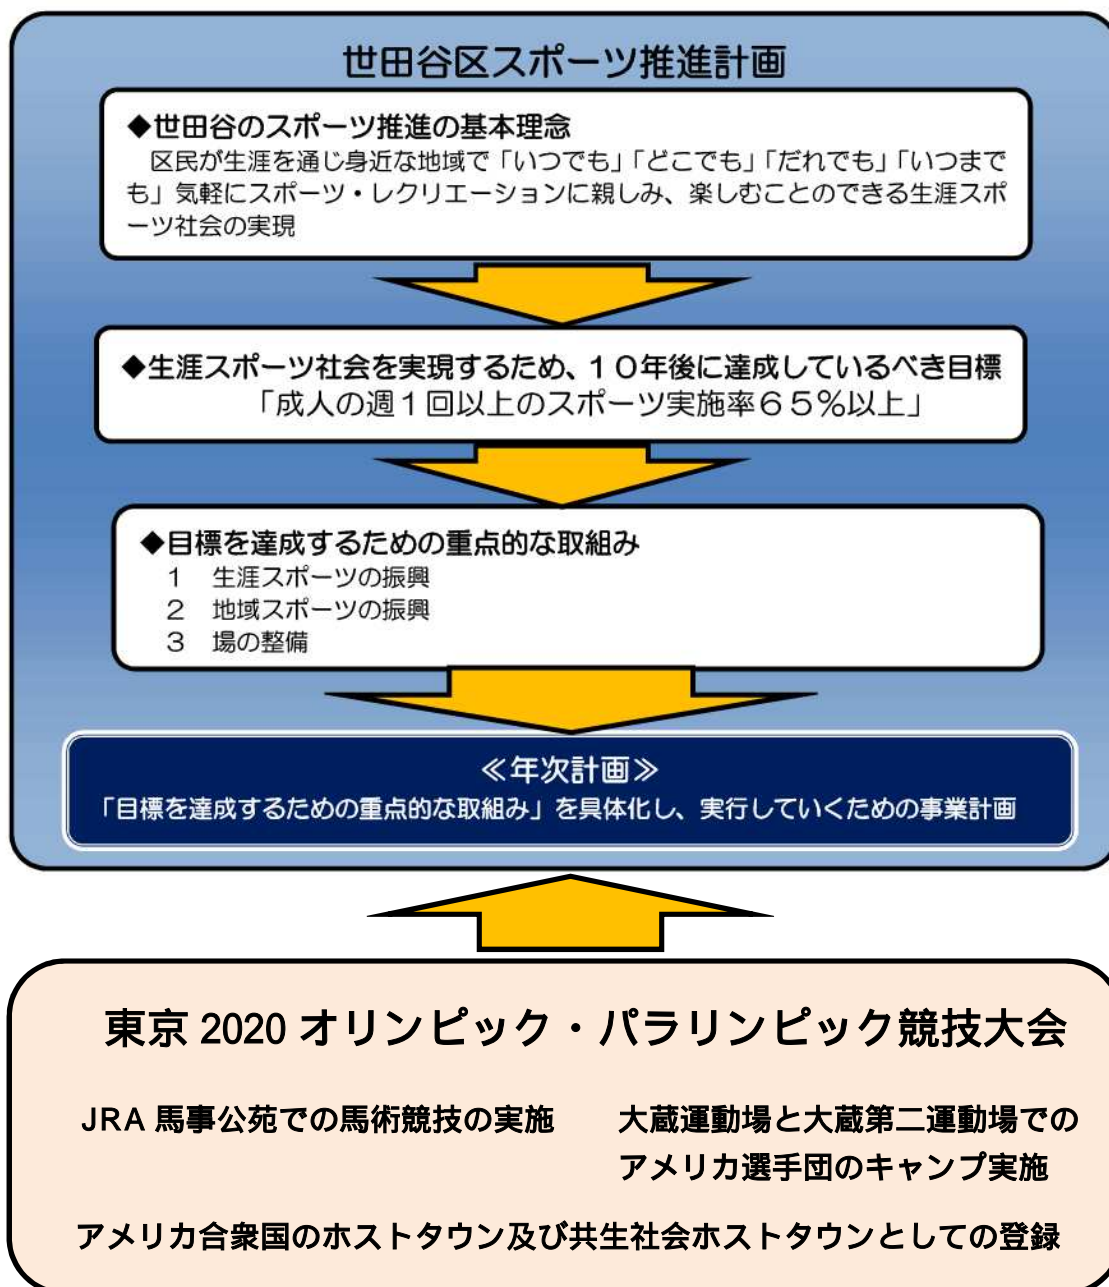 世田谷区スポーツ推進計画
◆世田谷のスポーツ推進の基本理念
区民が生涯を通じ身近な地域で「いつでも」「どこでも」「だれでも」「いつまで
も」気軽にスポーツ・レクリエーションに親しみ、楽しむことのできる生涯スポ
ーツ社会の実現
◆生涯スポーツ社会を実現するため、１０年後に達成しているべき目標
「成人の週１回以上のスポーツ実施率６５％以上」
◆目標を達成するための重点的な取組み
１　生涯スポーツの振興
２　地域スポーツの振興
３　場の整備
≪年次計画≫
「目標を達成するための重点的な取組み」を具体化し、実行していくための事業計画
東京 2020 オリンピック・パラリンピック競技大会
JRA 馬事公苑での馬術競技の実施
大蔵運動場と大蔵第二運動場での
アメリカ選手団のキャンプ実施
アメリカ合衆国のホストタウン及び共生社会ホストタウンとしての登録